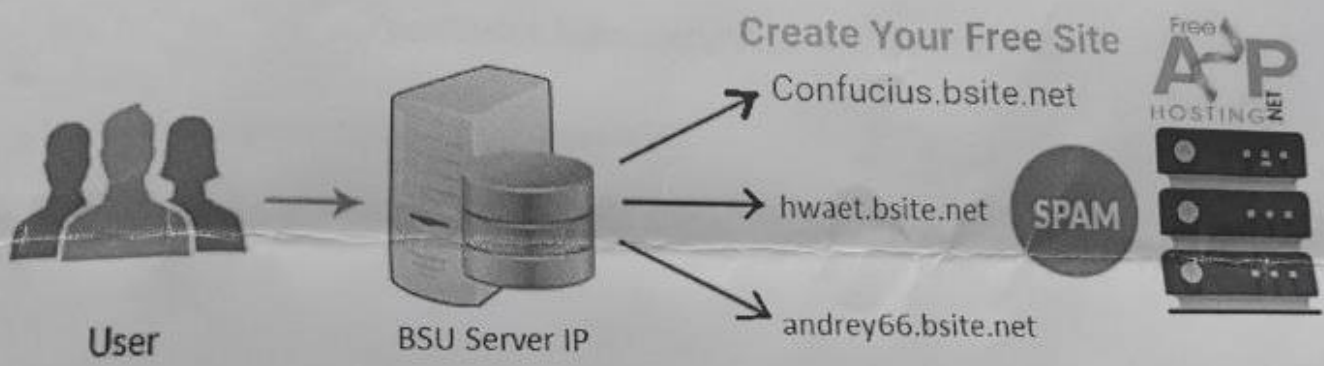 Create Your Free Site
Free
ASP
HOSTING
NET
Confucius.bsite.net
hwaet.bsite.net
SPAM
andrey66.bsite.net
User
BSU Server IP